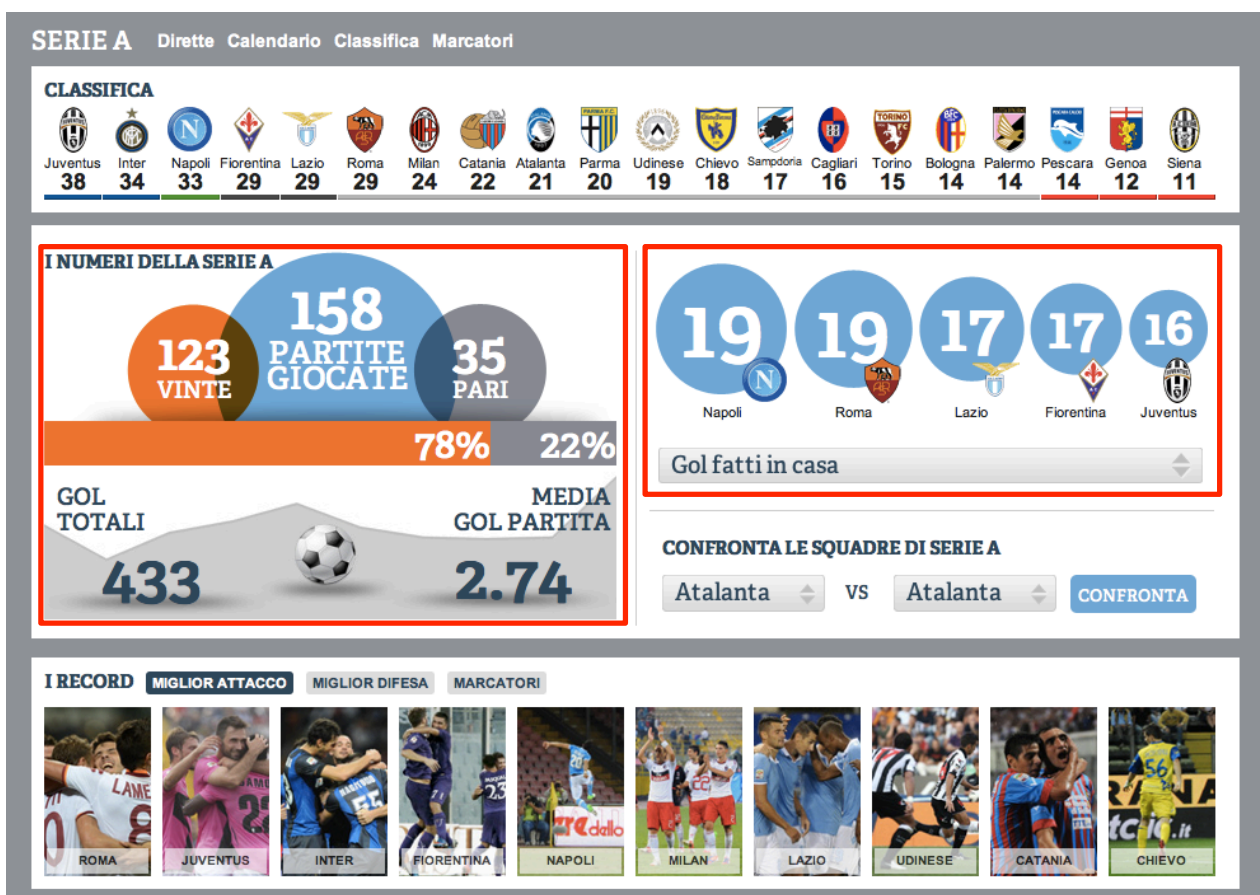 SERIE A Dirette Calendario Classifica Marcatori
CLASSIFICA
Juventus Inter Napoli Fiorentina Lazio Roma Milan Catania Atalanta Parma Udinese Chievo Sampdoria Cagliari Torino Bologna Palermo Pescara Genoa Siena
38 34 33 29 29 29 24 22 21 20 19 18 17 16 15 14 14 14 12 11
I NUMERI DELLA SERIE A
158
PARTITE
GIOCATE
123
VINTE
35
PARI
78% 22%
GOL
TOTALI
433
MEDIA
GOL PARTITA
2.74
19 19 17 17 16
Napoli Roma Lazio Fiorentina Juventus
Gol fatti in casa
CONFRONTA LE SQUADRE DI SERIE A
Atalanta VS Atalanta CONFRONTA
I RECORD MIGLIOR ATTACCO MIGLIOR DIFESA MARCATORI
ROMA JUVENTUS INTER FIORENTINA NAPOLI MILAN LAZIO UDINESE CATANIA CHIEVO